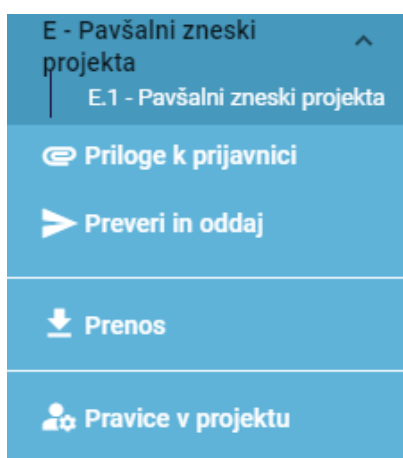 E - Pavšalni zneski
projekta
E.1 - Pavšalni zneski projekta
Priloge k prijavnici
Preveri in oddaj
Prenos
Pravice v projektu